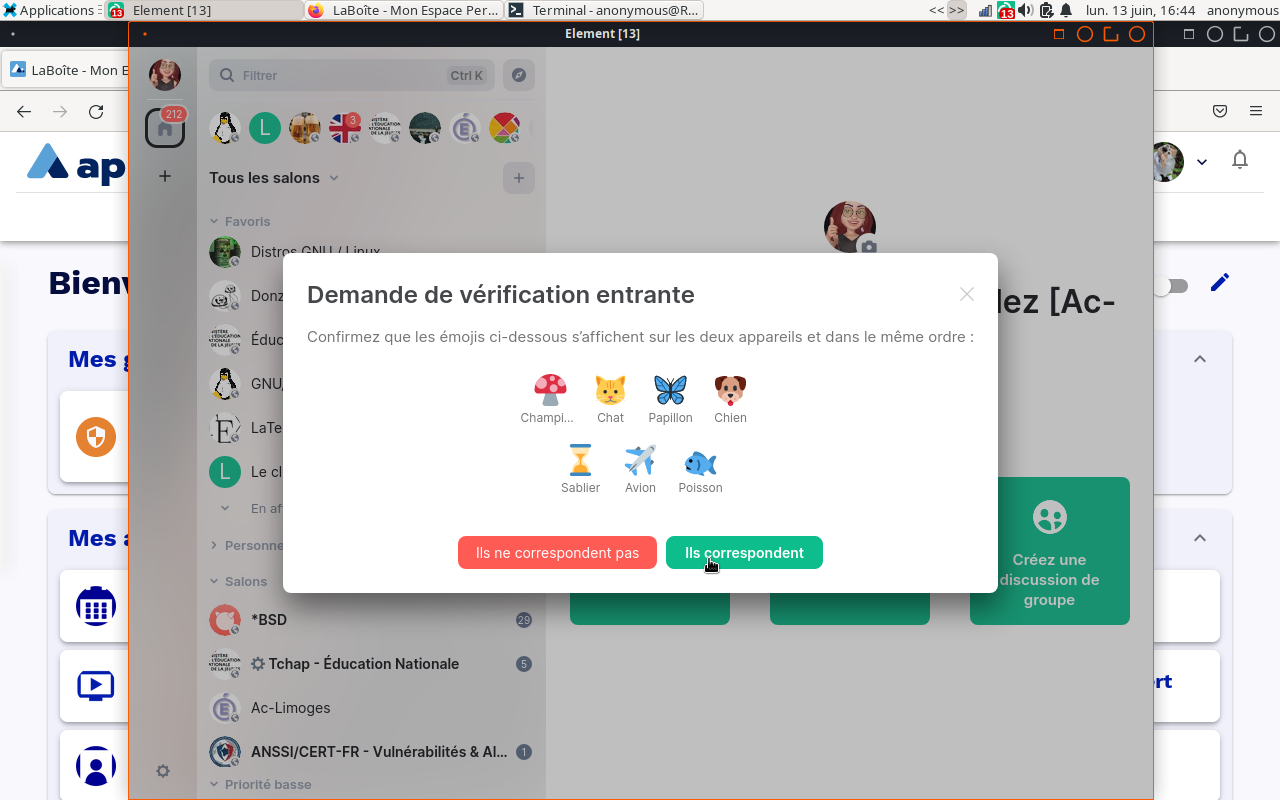 Applications
Element [13]
LaBoîte - Mon Espace Per...
Terminal - anonymous@R...
<< >>
13
lun. 13 juin, 16:44
anonymous
Element [13]
LaBoîte - Mon E
Filtrer
Ctrl K
212
L
3
ap
Tous les salons
Favoris
Distros GNU / Linux
Bienv
Donz
lez [Ac-
Éduc
Mes g
GNU
LaTe
L
Le cl
En af
Mes a
Personne
Salons
Demande de vérification entrante
Confirmez que les émojis ci-dessous s’affichent sur les deux appareils et dans le même ordre :
Champi...
Chat
Papillon
Chien
Sablier
Avion
Poisson
Ils ne correspondent pas
Ils correspondent
Créez une
discussion de
groupe
*BSD
29
Tchap - Éducation Nationale
5
Ac-Limoges
ert
ANSSI/CERT-FR - Vulnérabilités & Al...
1
Priorité basse